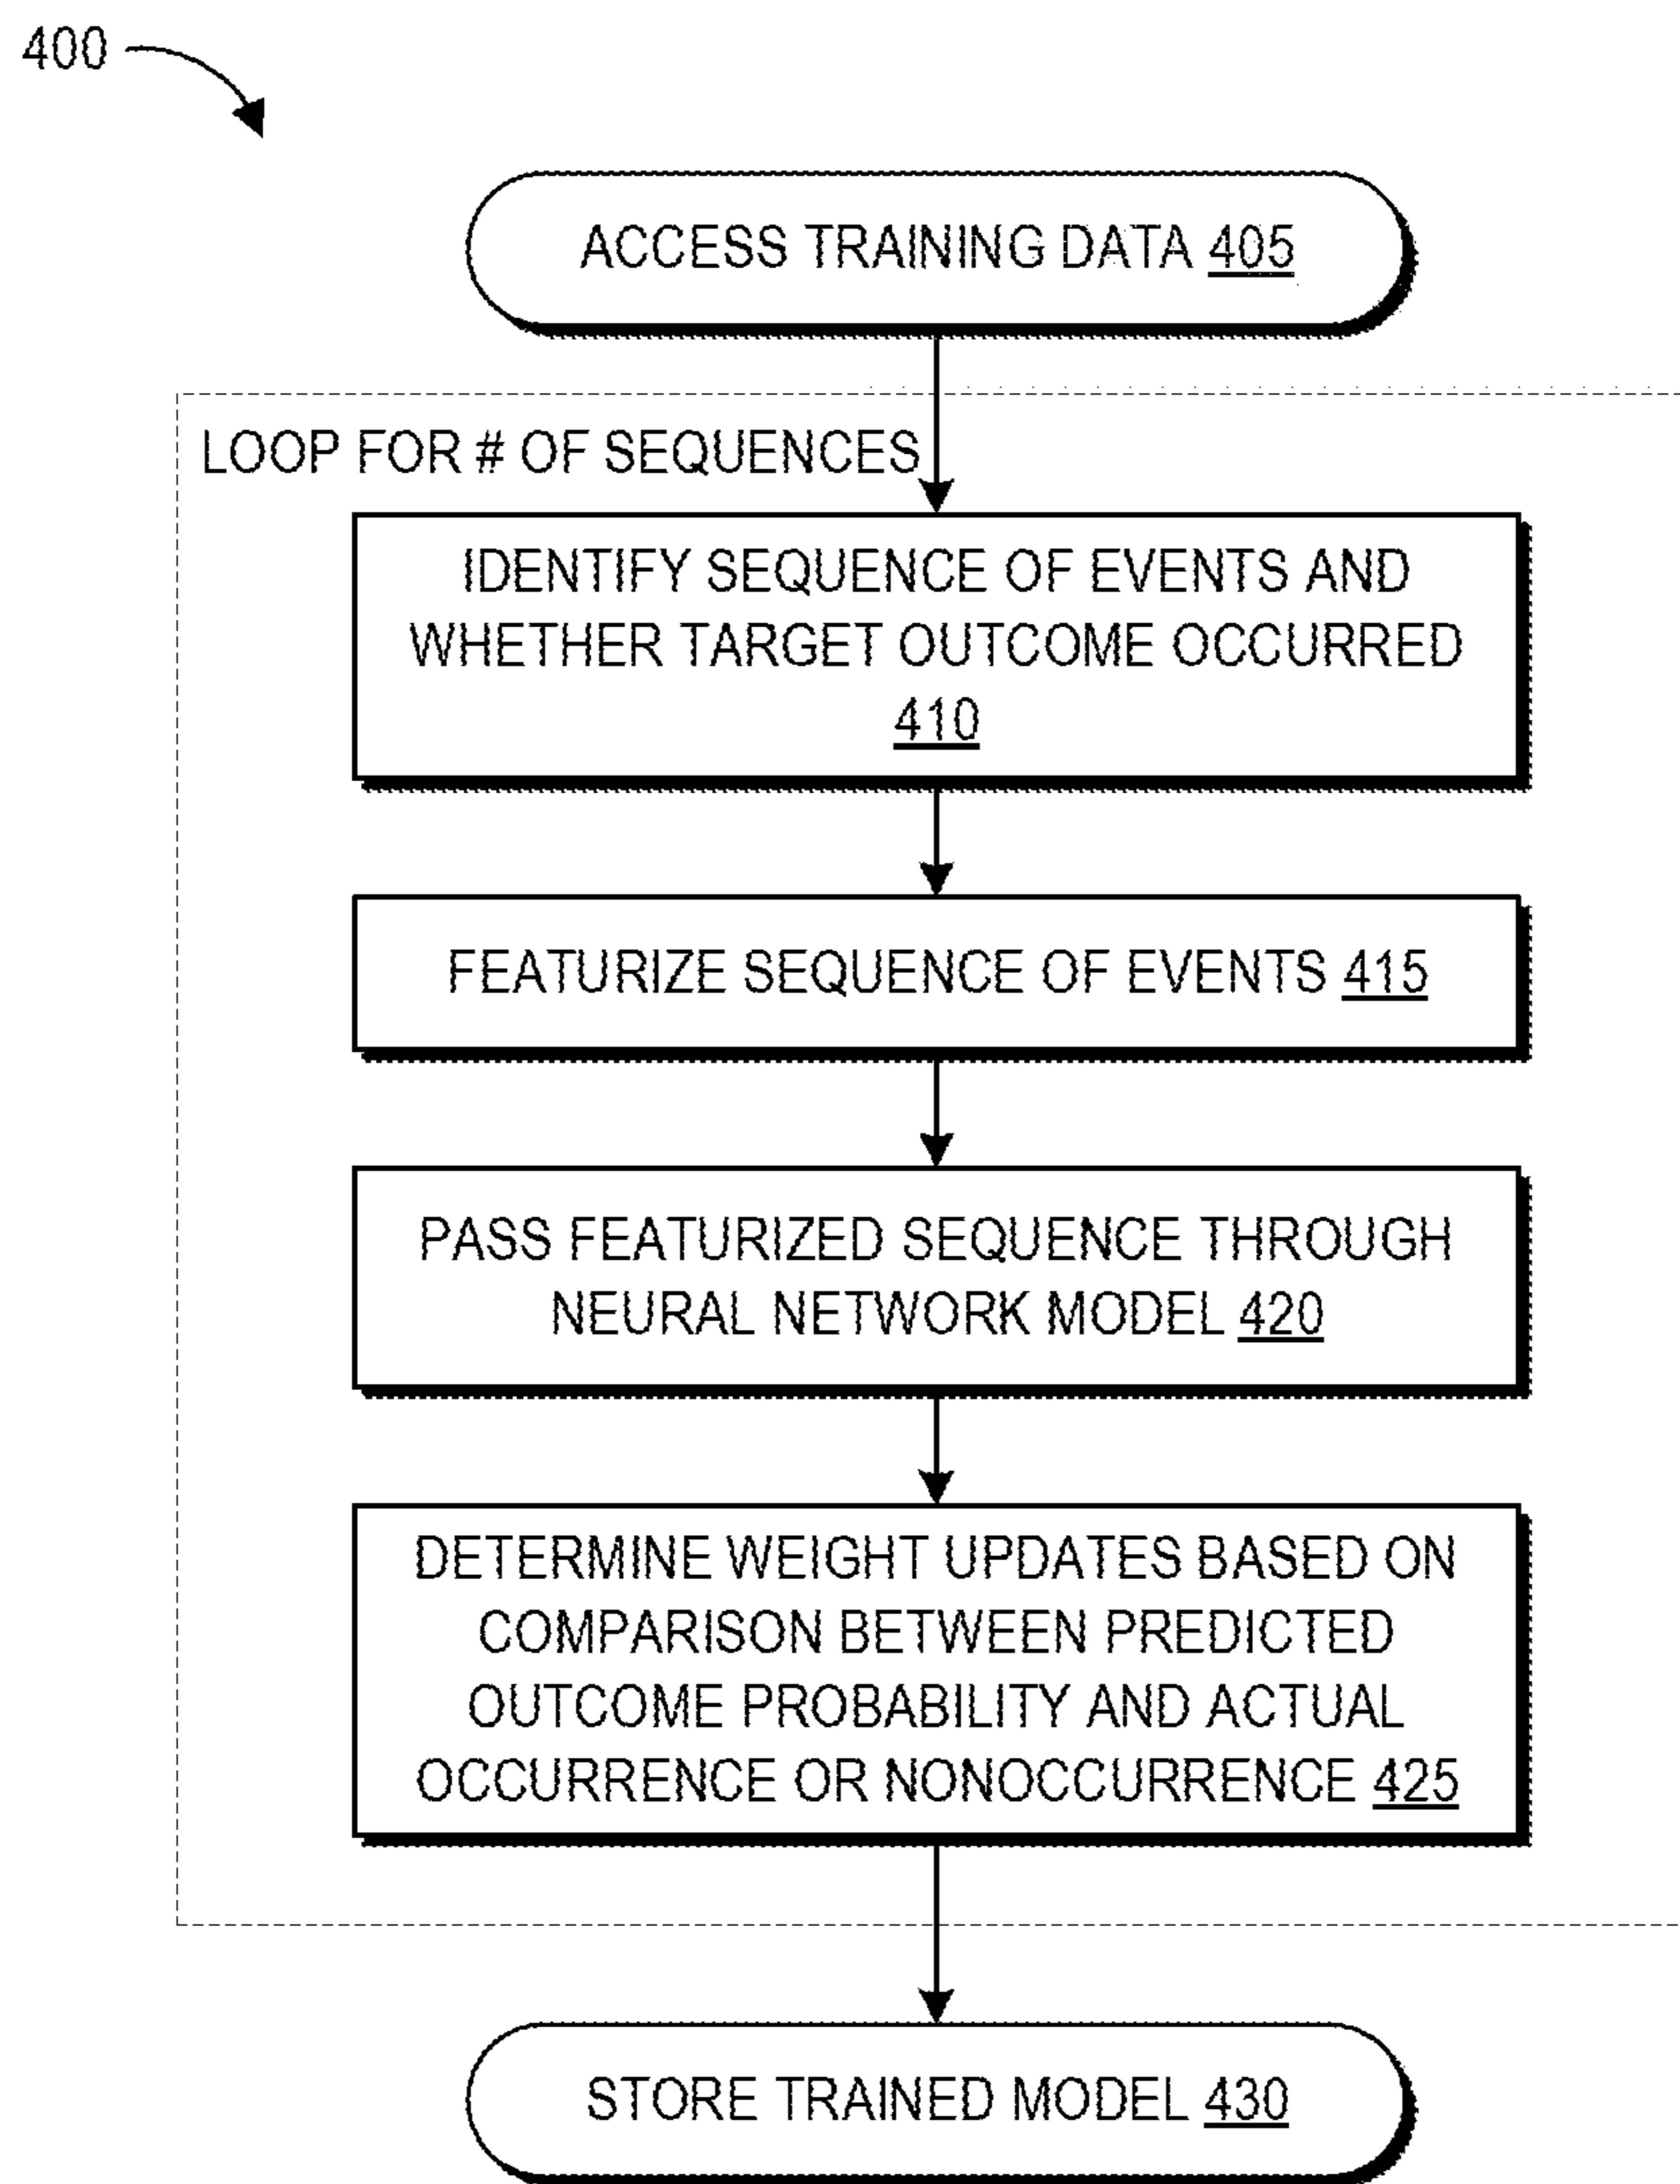 400
ACCESS TRAINING DATA 405
LOOP FOR # OF SEQUENCES
IDENTIFY SEQUENCE OF EVENTS AND
WHETHER TARGET OUTCOME OCCURRED
410
FEATURIZE SEQUENCE OF EVENTS 415
PASS FEATURIZED SEQUENCE THROUGH
NEURAL NETWORK MODEL 420
DETERMINE WEIGHT UPDATES BASED ON
COMPARISON BETWEEN PREDICTED
OUTCOME PROBABILITY AND ACTUAL
OCCURRENCE OR NONOCCURRENCE 425
STORE TRAINED MODEL 430